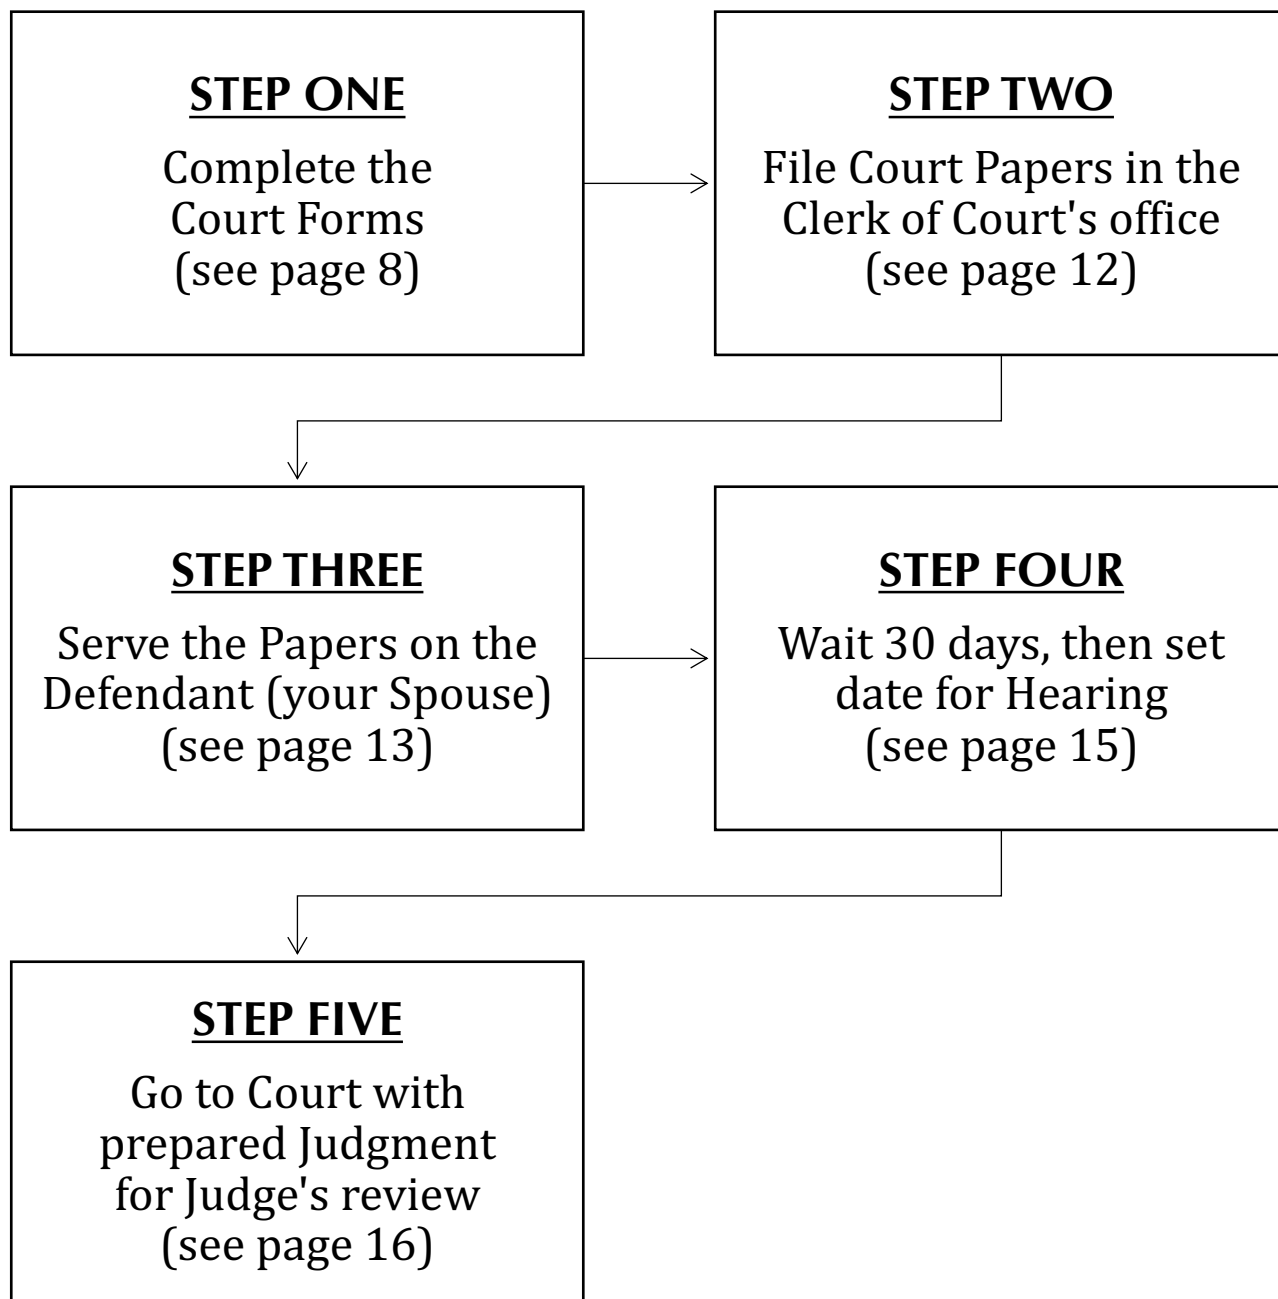 STEP ONE
Complete the
Court Forms
(see page 8)
STEP TWO
File Court Papers in the
Clerk of Court's office
(see page 12)
STEP THREE
Serve the Papers on the
Defendant (your Spouse)
(see page 13)
STEP FOUR
Wait 30 days, then set
date for Hearing
(see page 15)
STEP FIVE
Go to Court with
prepared Judgment
for Judge's review
(see page 16)